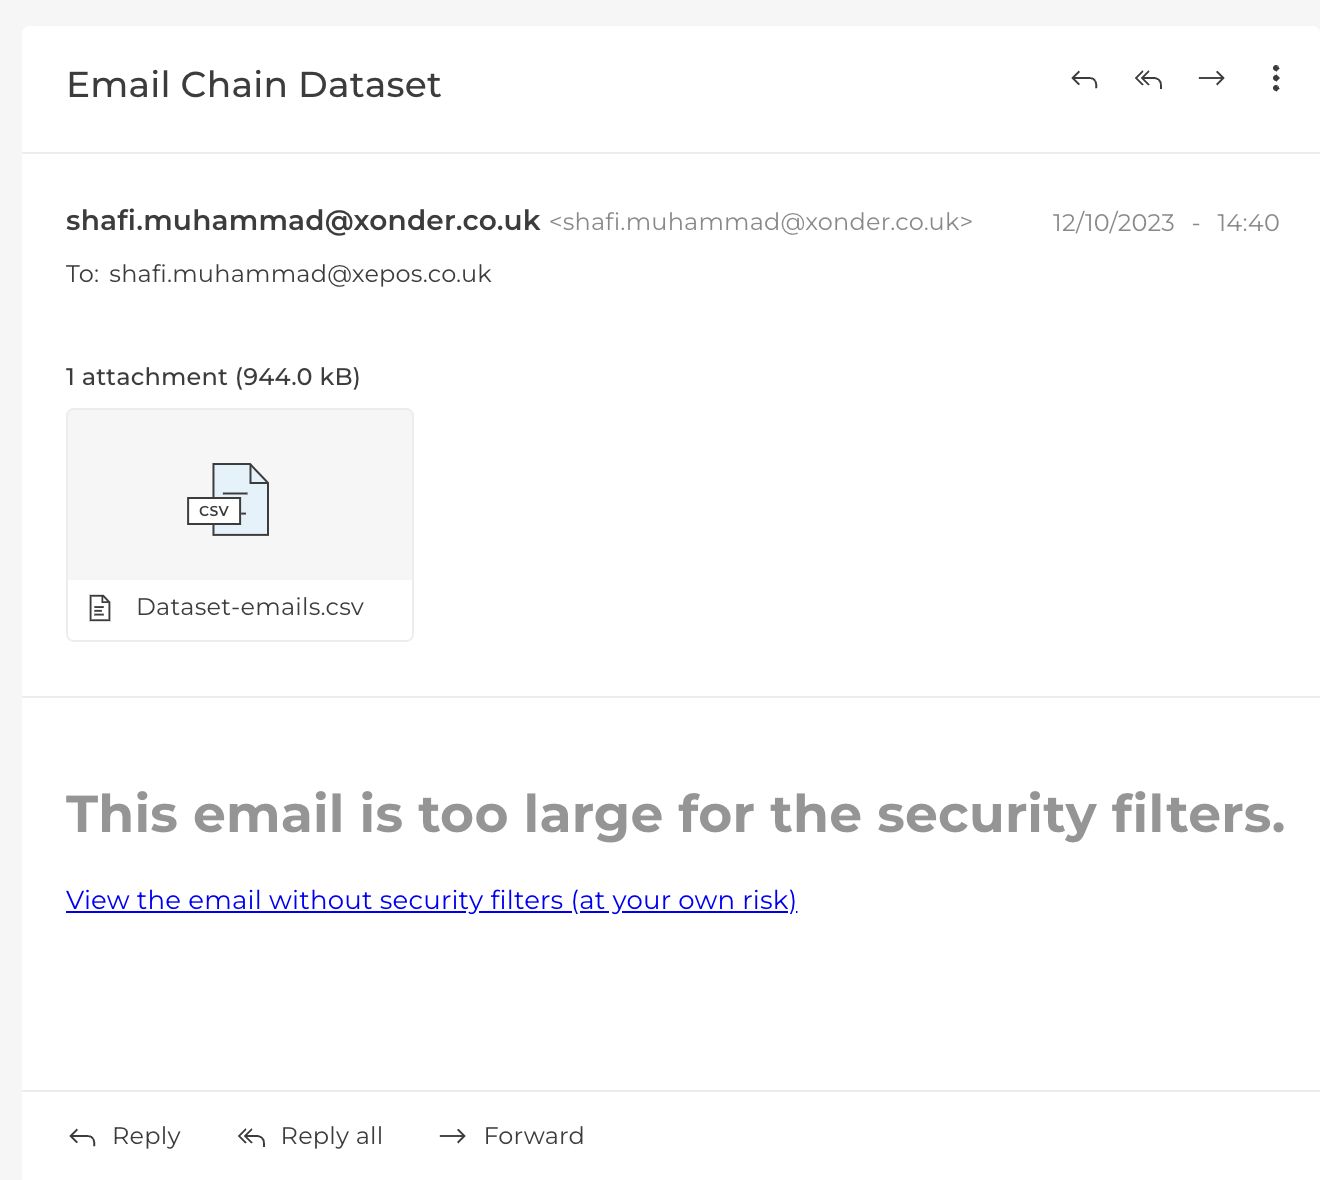 Email Chain Dataset
shafi.muhammad@xonder.co.uk <shafi.muhammad@xonder.co.uk> 12/10/2023 - 14:40
To: shafi.muhammad@xepos.co.uk
1 attachment (944.0 kB)
CSV
Dataset-emails.csv
This email is too large for the security filters.
View the email without security filters (at your own risk)
Reply Reply all Forward